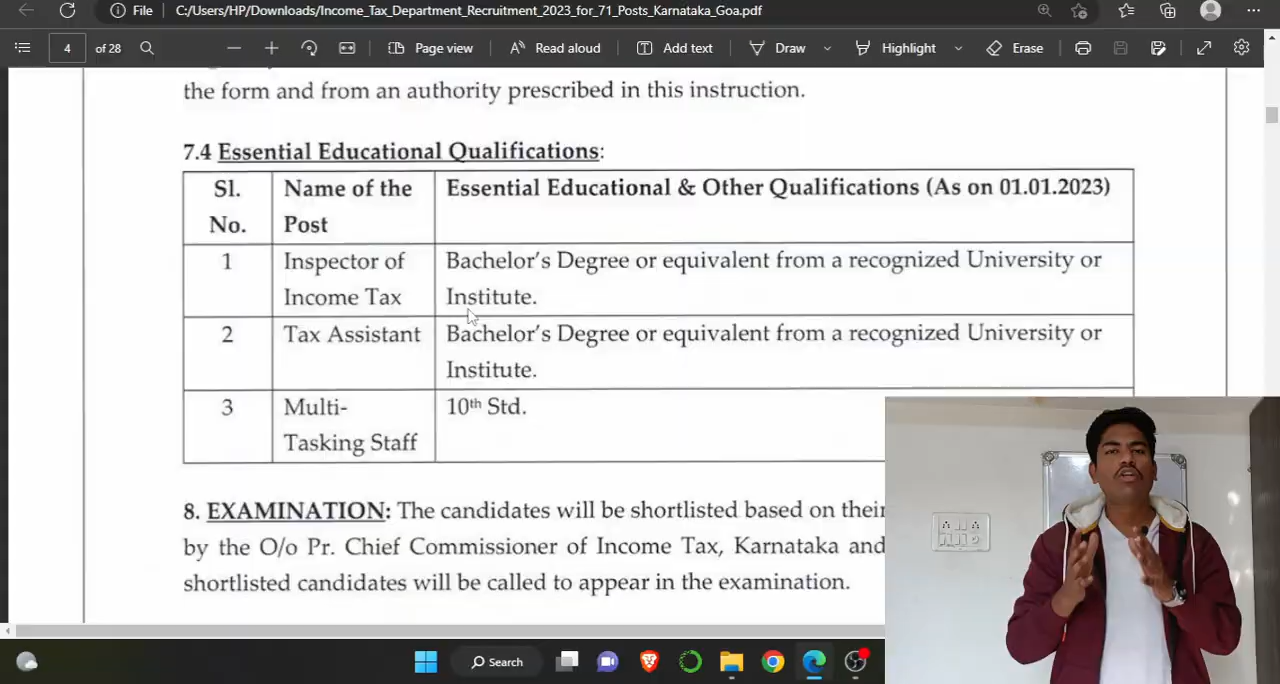 File
C:/Users/HP/Downloads/Income_Tax_Department_Recruitment_2023_for_71_Posts_Karnataka_Goa.pdf
4 of 28
Page view
Read aloud
Add text
Draw
Highlight
Erase
the form and from an authority prescribed in this instruction.
7.4 Essential Educational Qualifications:
Sl. No.
Name of the Post
Essential Educational & Other Qualifications (As on 01.01.2023)
1
Inspector of
Income Tax
Bachelor's Degree or equivalent from a recognized University or
Institute.
2
Tax Assistant
Bachelor's Degree or equivalent from a recognized University or
Institute.
3
Multi-
Tasking Staff
10th Std.
8. EXAMINATION: The candidates will be shortlisted based on their
by the O/o Pr. Chief Commissioner of Income Tax, Karnataka and
shortlisted candidates will be called to appear in the examination.
Search